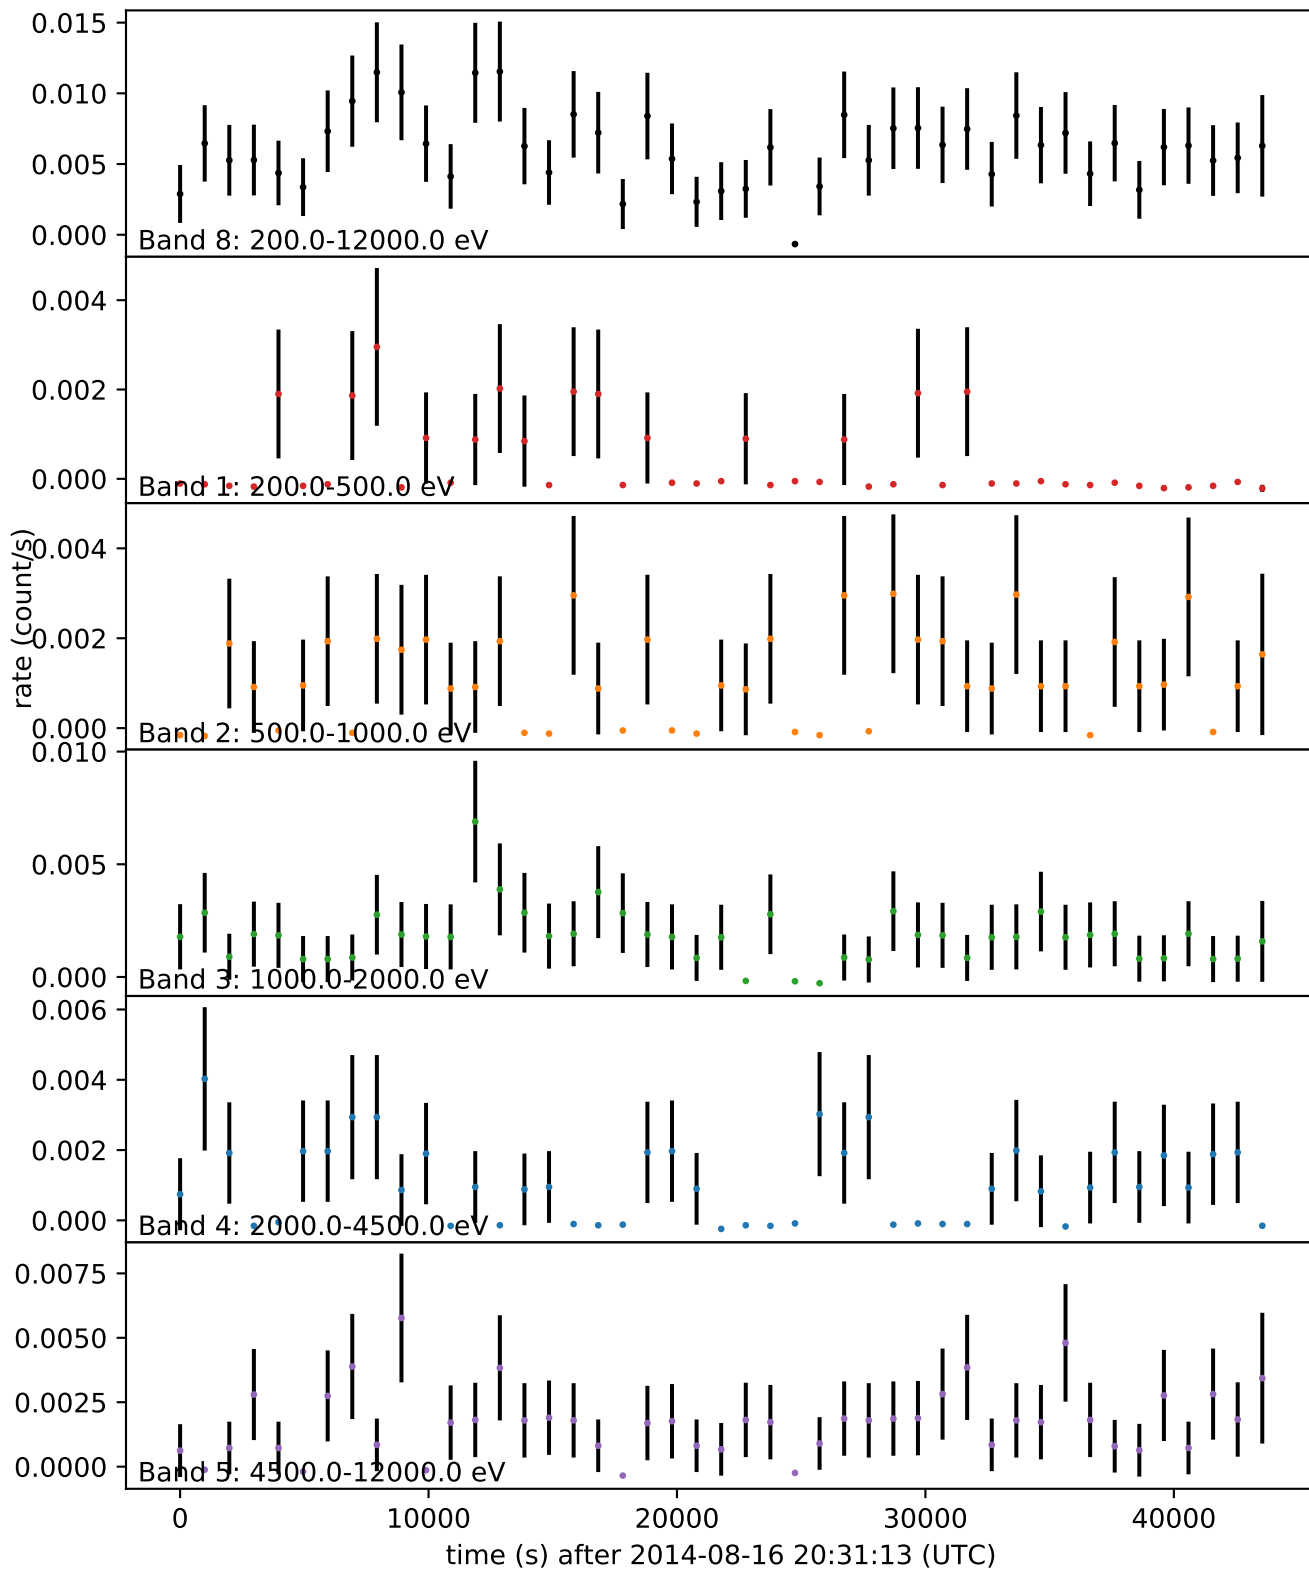 0.015
0.010
0.005
0.000
Band 8: 200.0-12000.0 eV
0.004
0.002
0.000
Band 1: 200.0-500.0 eV
rate (count/s)
0.004
0.002
0.000
Band 2: 500.0-1000.0 eV
0.010
0.005
0.000
Band 3: 1000.0-2000.0 eV
0.006
0.004
0.002
0.000
Band 4: 2000.0-4500.0 eV
0.0075
0.0050
0.0025
0.0000
Band 5: 4500.0-12000.0 eV
0 10000 20000 30000 40000
time (s) after 2014-08-16 20:31:13 (UTC)